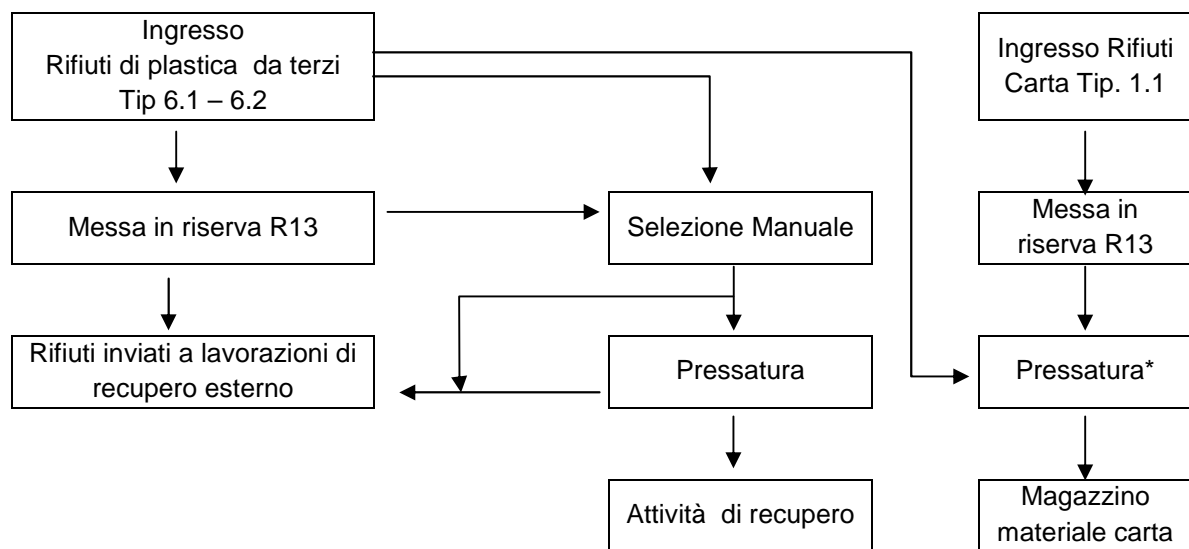 Ingresso
Rifiuti di plastica da terzi
Tip 6.1 – 6.2
Ingresso Rifiuti
Carta Tip. 1.1
Messa in riserva R13
Selezione Manuale
Messa in
riserva R13
Rifiuti inviati a lavorazioni di
recupero esterno
Pressatura
Pressatura*
Attività di recupero
Magazzino
materiale carta